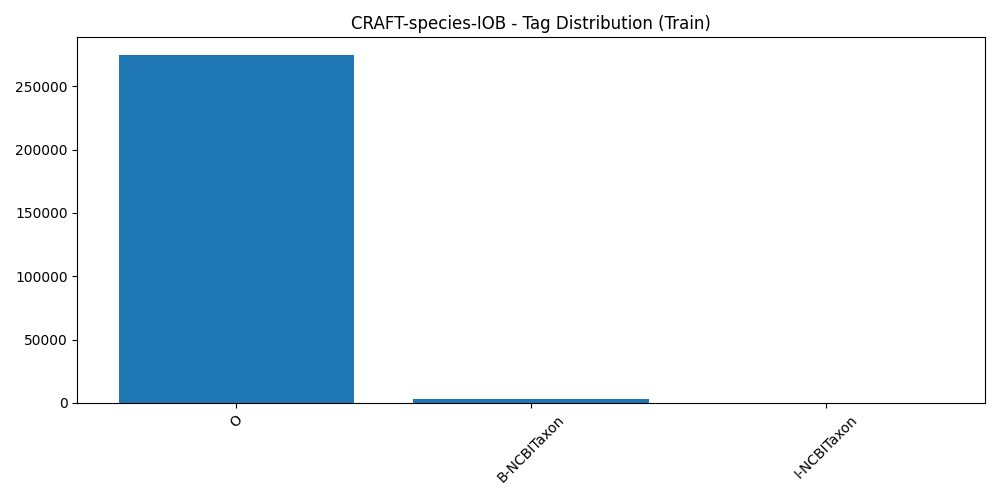 CRAFT-species-IOB - Tag Distribution (Train)
250000
200000
150000
100000
50000
0
O
B-NCBITaxon
I-NCBITaxon